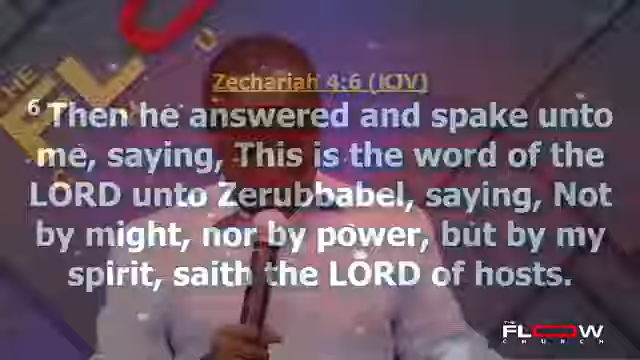 Zechariah 4:6 (KJV)
6 Then he answered and spake unto
me, saying, This is the word of the
LORD unto Zerubbabel, saying, Not
by might, nor by power, but by my
spirit, saith the LORD of hosts.
THE
FLOW
CHURCH